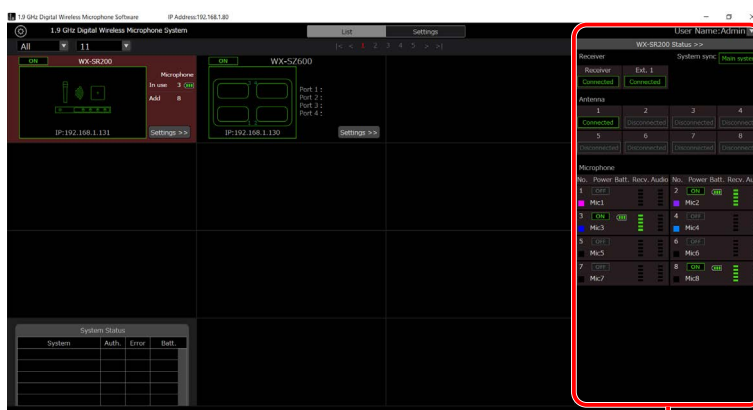 1.9 GHz Digital Wireless Microphone Software IP Address:192.168.1.80
1.9 GHz Digital Wireless Microphone System List Settings User Name:Admin
All 11 |< < 1 2 3 4 5 > >|
ON WX-SR200
Microphone
In use 3
Add 8
IP:192.168.1.131 Settings >>
ON WX-SZ600
Port 1 :
Port 2 :
Port 3 :
Port 4 :
IP:192.168.1.130 Settings >>
WX-SR200 Status >>
Receiver System sync Main system
Receiver Ext. 1
Connected Connected
Antenna
1 2 3 4
Connected Disconnected Disconnected Disconnect
5 6 7 8
Disconnected Disconnected Disconnected Disconnect
Microphone
No. Power Batt. Recv. Audio No. Power Batt. Recv. Au
1 OFF 2 ON
Mic1 Mic2
3 ON 4 OFF
Mic3 Mic4
5 OFF 6 OFF
Mic5 Mic6
7 OFF 8 ON
Mic7 Mic8
System Status
System Auth. Error Batt.